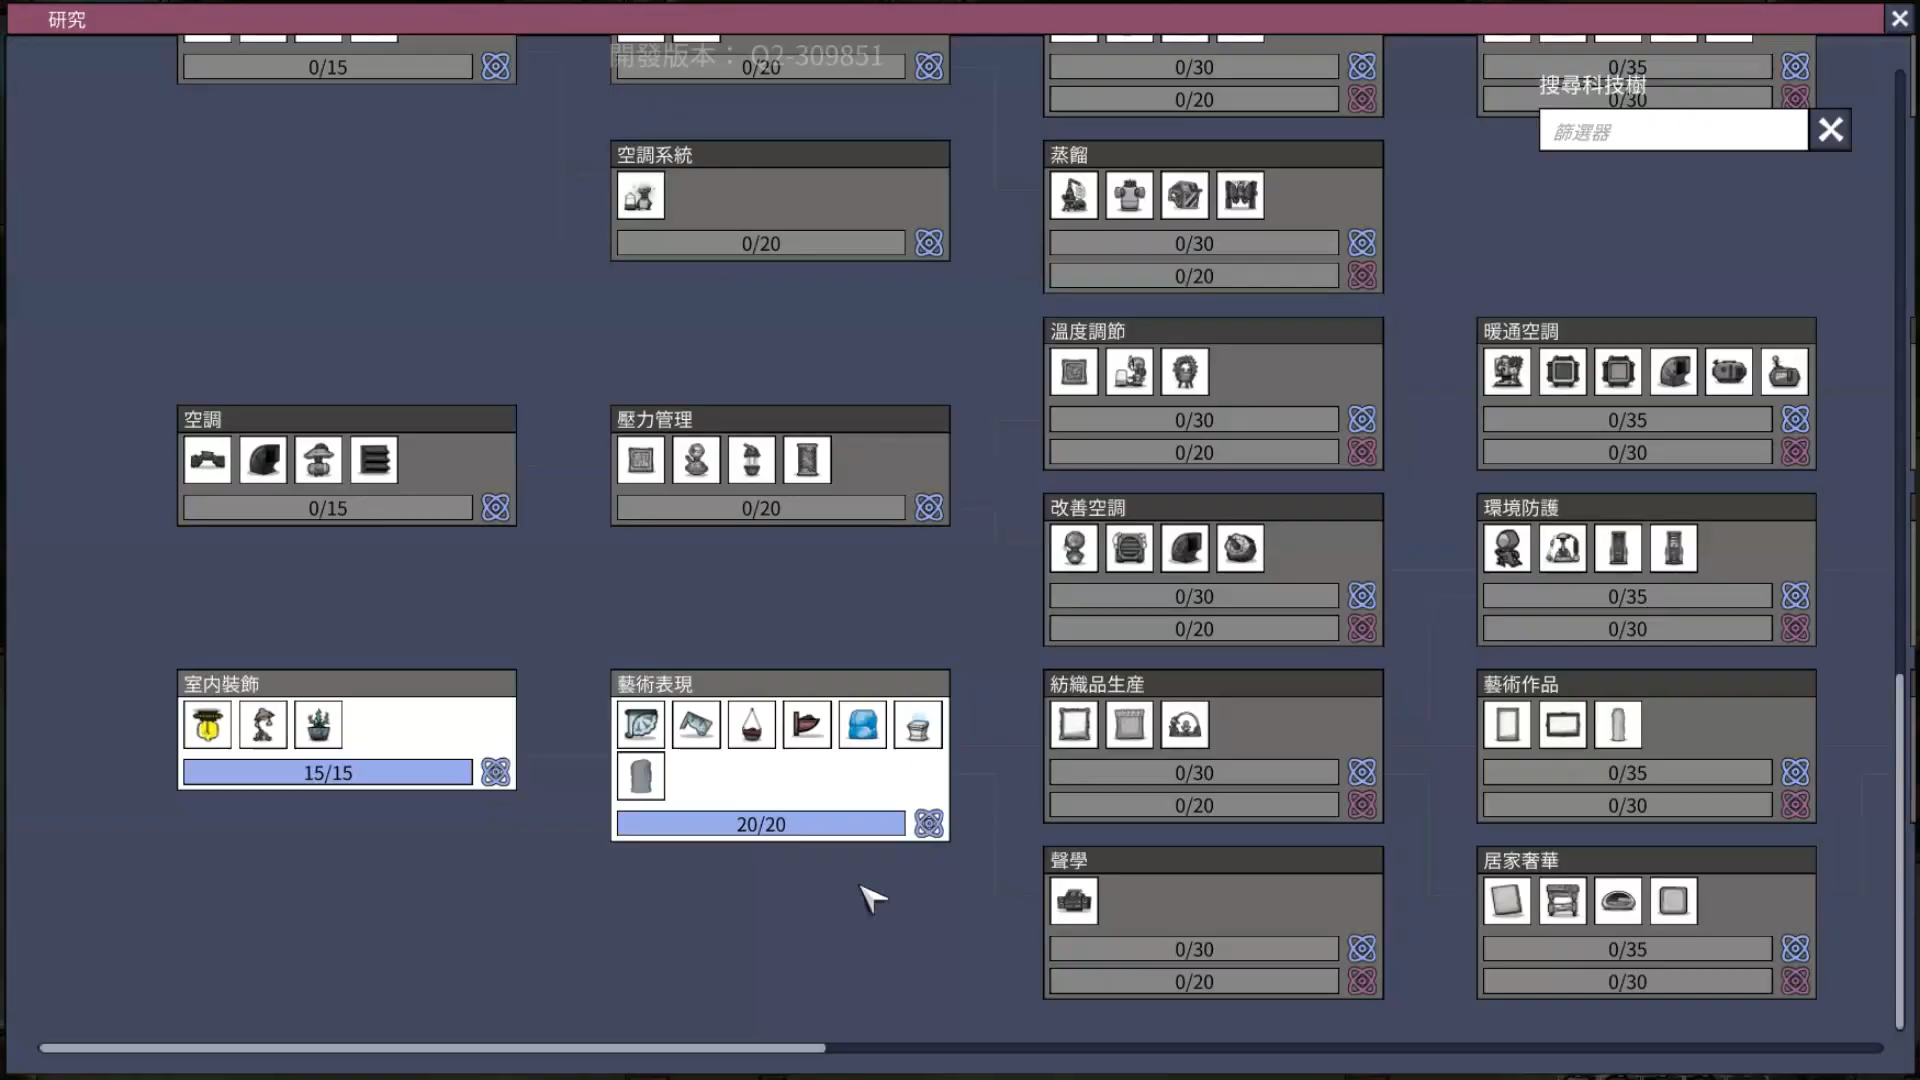 研究
開發版本： Q2-309851
0/15
0/20
0/30
0/20
0/35
0/30
搜尋科技樹
篩選器
空調系統
0/20
蒸餾
0/30
0/20
溫度調節
0/30
0/20
暖通空調
0/35
0/30
空調
0/15
壓力管理
0/20
改善空調
0/30
0/20
環境防護
0/35
0/30
室內裝飾
15/15
藝術表現
20/20
紡織品生産
0/30
0/20
藝術作品
0/35
0/30
聲學
0/30
0/20
居家奢華
0/35
0/30